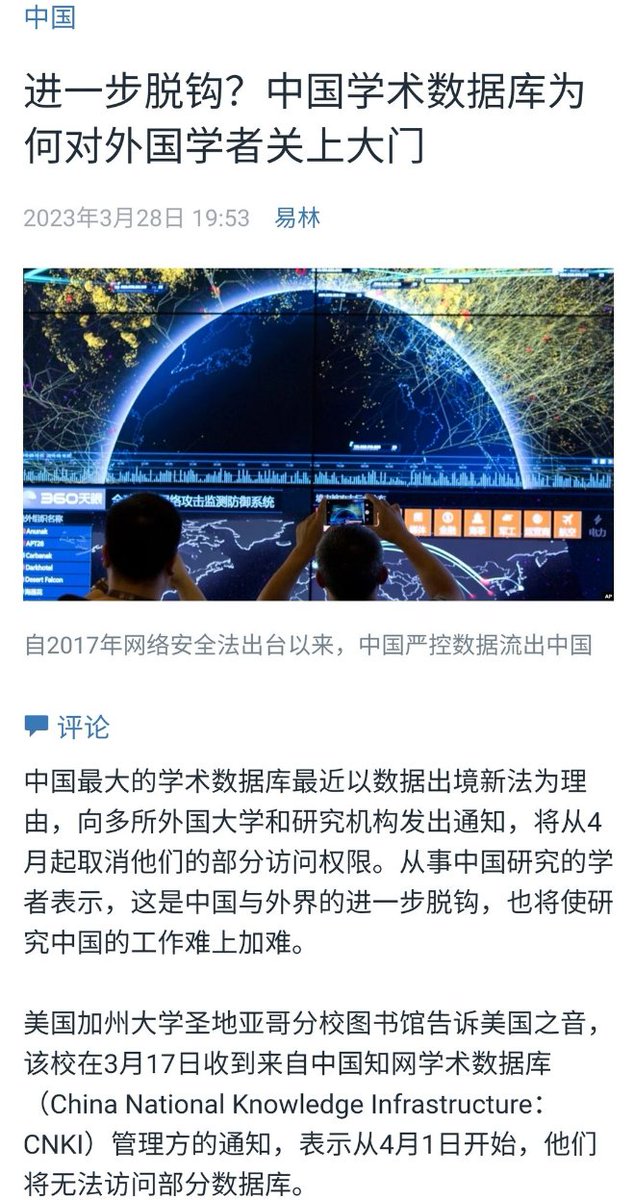 中国
进一步脱钩？中国学术数据库为
何对外国学者关上大门
2023年3月28日 19:53 易林
360天眼
络攻击监测防御系统
外组织名称
Anunak
APT28
Carbanak
Darkhotel
Desert Falcon
海莲花
金融
军工
航空
电力
AP
自2017年网络安全法出台以来，中国严控数据流出中国
评论
中国最大的学术数据库最近以数据出境新法为理
由，向多所外国大学和研究机构发出通知，将从4
月起取消他们的部分访问权限。从事中国研究的学
者表示，这是中国与外界的进一步脱钩，也将使研
究中国的工作难上加难。
美国加州大学圣地亚哥分校图书馆告诉美国之音，
该校在3月17日收到来自中国知网学术数据库
（China National Knowledge Infrastructure：
CNKI）管理方的通知，表示从4月1日开始，他们
将无法访问部分数据库。